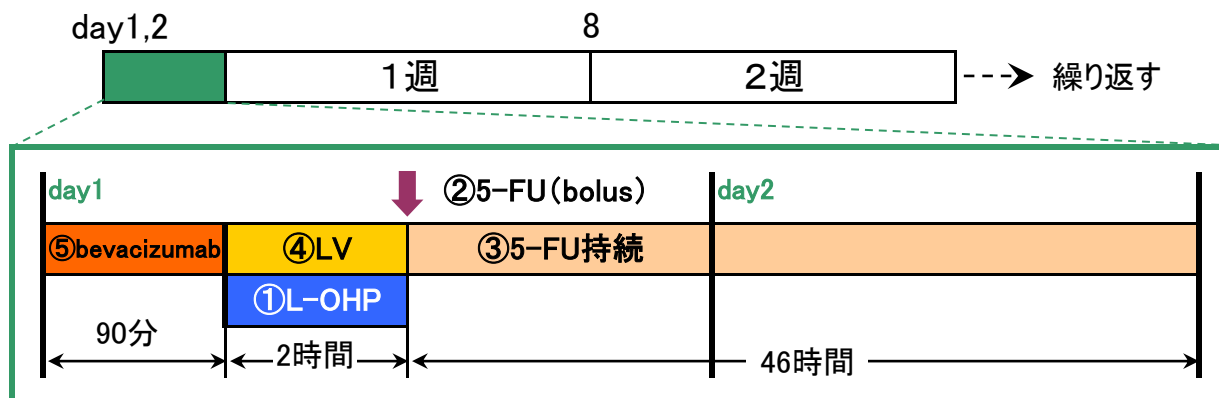 day1,2
8
１週
２週
繰り返す
day1
②5-FU（bolus）
day2
⑤bevacizumab
④LV
③5-FU持続
①L-OHP
90分
2時間
46時間